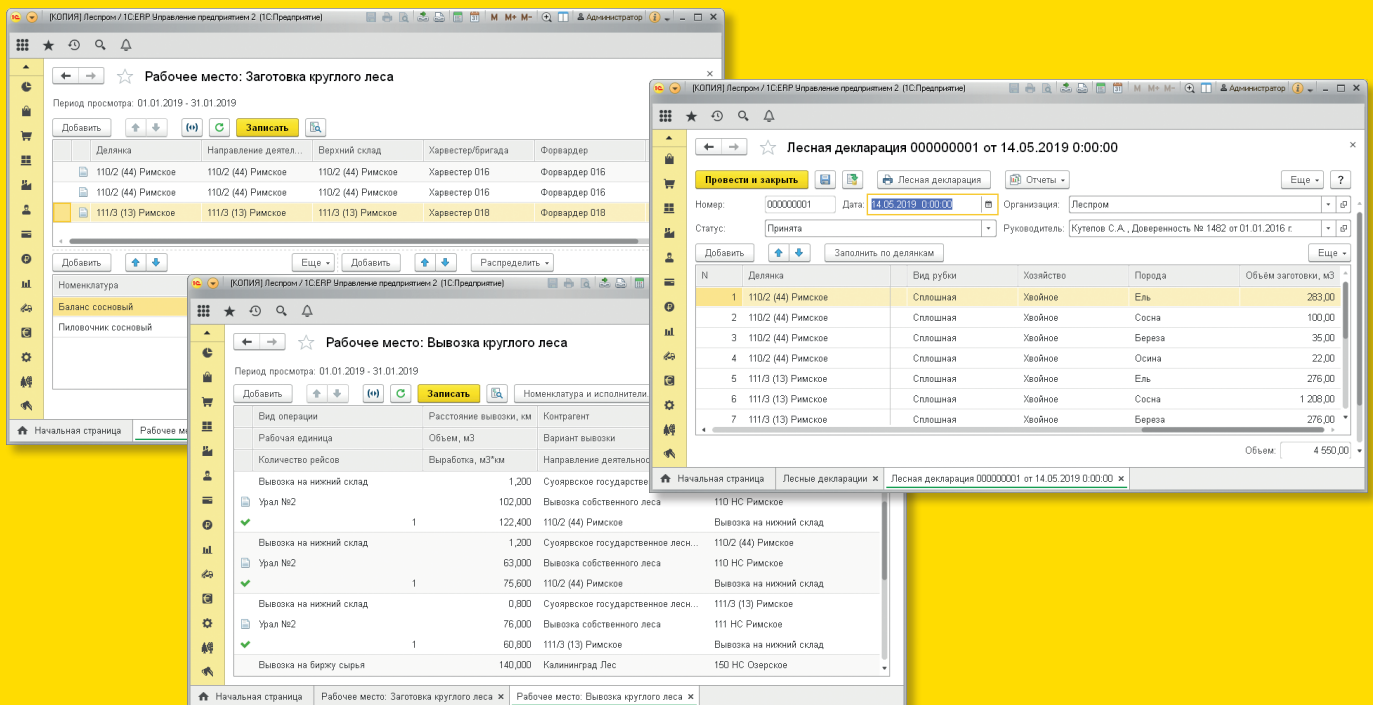 [КОПИЯ] Леспром / 1С:ERP Управление предприятием 2 (1С:Предприятие)
M M+ M- Администратор
Рабочее место: Заготовка круглого леса
Период просмотра: 01.01.2019 - 31.01.2019
Добавить Записать
Делянка Направление деятел... Верхний склад Харвестер/бригада Форвардер
110/2 (44) Римское 110/2 (44) Римское 110/2 (44) Римское Харвестер 016 Форвардер 016
110/2 (44) Римское 110/2 (44) Римское 110/2 (44) Римское Харвестер 016 Форвардер 016
111/3 (13) Римское 111/3 (13) Римское 111/3 (13) Римское Харвестер 018 Форвардер 018
Добавить Еще Добавить Распределить
Номенклатура
Баланс сосновый
Пиловочник сосновый
Начальная страница Рабочее ме
[КОПИЯ] Леспром / 1С:ERP Управление предприятием 2 (1С:Предприятие)
Рабочее место: Вывозка круглого леса
Период просмотра: 01.01.2019 - 31.01.2019
Добавить Записать Номенклатура и исполнители.
Вид операции Расстояние вывозки, км Контрагент
Рабочая единица Объем, м3 Вариант вывозки
Количество рейсов Выработка, м3*км Направление деятельнос
Вывозка на нижний склад 1,200 Суоярвское государстве
Урал №2 102,000 Вывозка собственного леса 110 НС Римское
1 122,400 110/2 (44) Римское Вывозка на нижний склад
Вывозка на нижний склад 1,200 Суоярвское государственное лесн... 110/2 (44) Римское
Урал №2 63,000 Вывозка собственного леса 110 НС Римское
1 75,600 110/2 (44) Римское Вывозка на нижний склад
Вывозка на нижний склад 0,800 Суоярвское государственное лесн... 111/3 (13) Римское
Урал №2 76,000 Вывозка собственного леса 111 НС Римское
1 60,800 111/3 (13) Римское Вывозка на нижний склад
Вывозка на биржу сырья 140,000 Калининград Лес 150 НС Озерское
Начальная страница Рабочее место: Заготовка круглого леса × Рабочее место: Вывозка круглого леса ×
[КОПИЯ] Леспром / 1С:ERP Управление предприятием 2 (1С:Предприятие)
M M+ M- Администратор
Лесная декларация 000000001 от 14.05.2019 0:00:00
Провести и закрыть Лесная декларация Отчеты Еще ?
Номер: 000000001 Дата: 14.05.2019 0:00:00 Организация: Леспром
Статус: Принята Руководитель: Кутепов С.А. , Доверенность № 1482 от 01.01.2016 г.
Добавить Заполнить по делянкам Еще
N Делянка Вид рубки Хозяйство Порода Объём заготовки, м3
1 110/2 (44) Римское Сплошная Хвойное Ель 283,00
2 110/2 (44) Римское Сплошная Хвойное Сосна 100,00
3 110/2 (44) Римское Сплошная Хвойное Береза 35,00
4 110/2 (44) Римское Сплошная Хвойное Осина 22,00
5 111/3 (13) Римское Сплошная Хвойное Ель 276,00
6 111/3 (13) Римское Сплошная Хвойное Сосна 1 208,00
7 111/3 (13) Римское Сплошная Хвойное Береза 276,00
Объем: 4 550,00
Начальная страница Лесные декларации × Лесная декларация 000000001 от 14.05.2019 0:00:00 ×